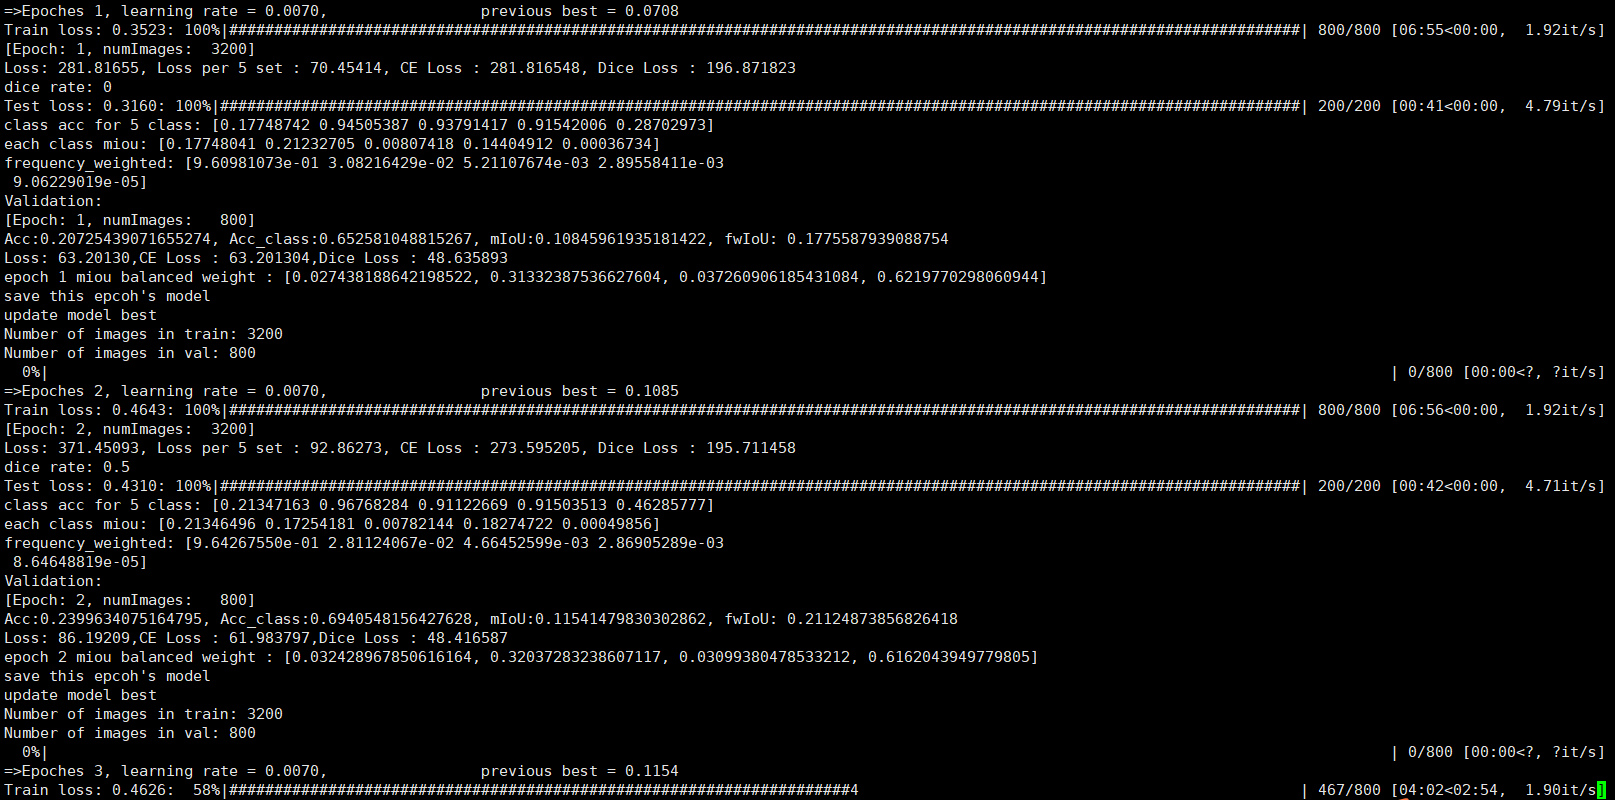 =>Epoches 1, learning rate = 0.0070,                 previous best = 0.0708
Train loss: 0.3523: 100%|#######################################################################################################################| 800/800 [06:55<00:00,  1.92it/s]
[Epoch: 1, numImages:  3200]
Loss: 281.81655, Loss per 5 set : 70.45414, CE Loss : 281.816548, Dice Loss : 196.871823
dice rate: 0
Test loss: 0.3160: 100%|########################################################################################################################| 200/200 [00:41<00:00,  4.79it/s]
class acc for 5 class: [0.17748742 0.94505387 0.93791417 0.91542006 0.28702973]
each class miou: [0.17748041 0.21232705 0.00807418 0.14404912 0.00036734]
frequency_weighted: [9.60981073e-01 3.08216429e-02 5.21107674e-03 2.89558411e-03
 9.06229019e-05]
Validation:
[Epoch: 1, numImages:   800]
Acc:0.20725439071655274, Acc_class:0.652581048815267, mIoU:0.10845961935181422, fwIoU: 0.1775587939088754
Loss: 63.20130,CE Loss : 63.201304,Dice Loss : 48.635893
epoch 1 miou balanced weight : [0.027438188642198522, 0.31332387536627604, 0.037260906185431084, 0.6219770298060944]
save this epcoh's model
update model best
Number of images in train: 3200
Number of images in val: 800
  0%|                                                                                                                                                     | 0/800 [00:00<?, ?it/s]
=>Epoches 2, learning rate = 0.0070,                 previous best = 0.1085
Train loss: 0.4643: 100%|#######################################################################################################################| 800/800 [06:56<00:00,  1.92it/s]
[Epoch: 2, numImages:  3200]
Loss: 371.45093, Loss per 5 set : 92.86273, CE Loss : 273.595205, Dice Loss : 195.711458
dice rate: 0.5
Test loss: 0.4310: 100%|########################################################################################################################| 200/200 [00:42<00:00,  4.71it/s]
class acc for 5 class: [0.21347163 0.96768284 0.91122669 0.91503513 0.46285777]
each class miou: [0.21346496 0.17254181 0.00782144 0.18274722 0.00049856]
frequency_weighted: [9.64267550e-01 2.81124067e-02 4.66452599e-03 2.86905289e-03
 8.64648819e-05]
Validation:
[Epoch: 2, numImages:   800]
Acc:0.2399634075164795, Acc_class:0.6940548156427628, mIoU:0.11541479830302862, fwIoU: 0.21124873856826418
Loss: 86.19209,CE Loss : 61.983797,Dice Loss : 48.416587
epoch 2 miou balanced weight : [0.032428967850616164, 0.32037283238607117, 0.03099380478533212, 0.6162043949779805]
save this epcoh's model
update model best
Number of images in train: 3200
Number of images in val: 800
  0%|                                                                                                                                                     | 0/800 [00:00<?, ?it/s]
=>Epoches 3, learning rate = 0.0070,                 previous best = 0.1154
Train loss: 0.4626:  58%|#####################################################################4                                                 | 467/800 [04:02<02:54,  1.90it/s]